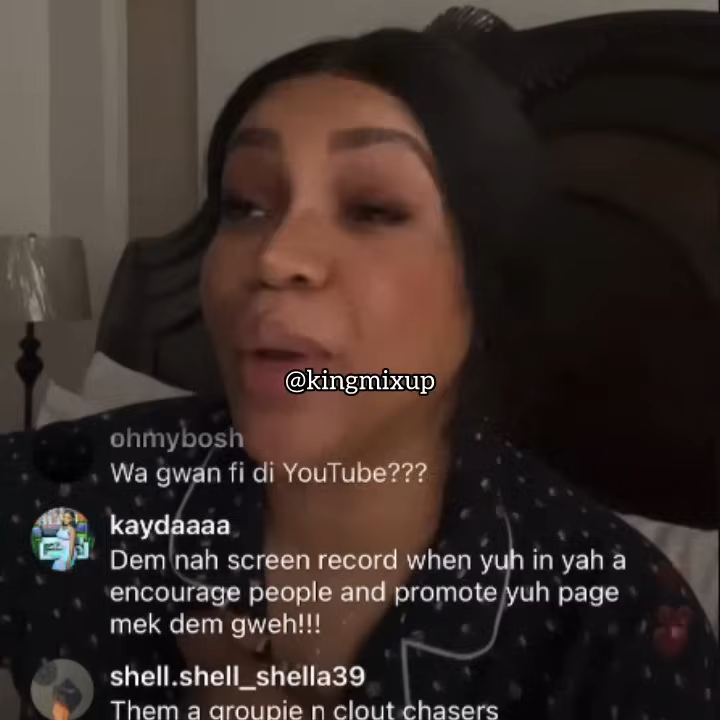 @kingmixup
ohmybosh
Wa gwan fi di YouTube???
kaydaaaa
Dem nah screen record when yuh in yah a
encourage people and promote yuh page
mek dem gweh!!!
shell.shell_shella39
Them a groupie n clout chasers